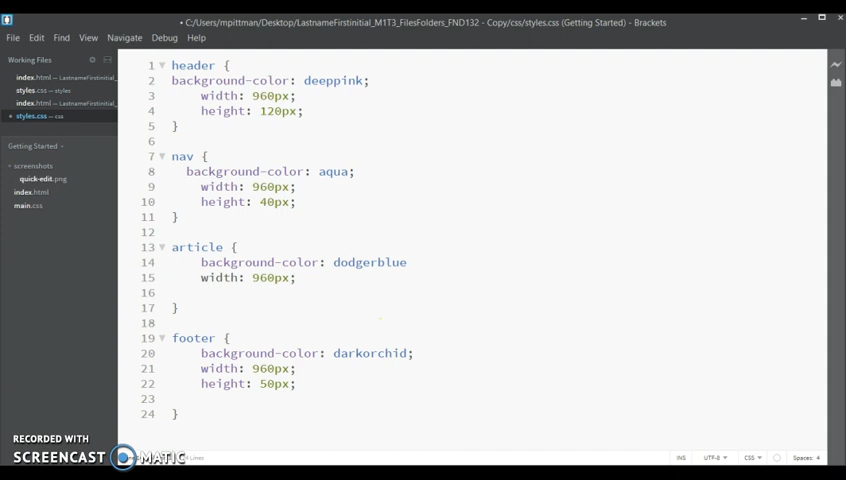 • C:/Users/mpittman/Desktop/LastnameFirstinitial_M1T3_FilesFolders_FND132 - Copy/css/styles.css (Getting Started) - Brackets
File Edit Find View Navigate Debug Help
Working Files
index.html — LastnameFirstinitial_
styles.css — styles
index.html — LastnameFirstinitial_
styles.css — css
Getting Started
screenshots
quick-edit.png
index.html
main.css
1 header {
2 background-color: deeppink;
3 width: 960px;
4 height: 120px;
5 }
6
7 nav {
8 background-color: aqua;
9 width: 960px;
10 height: 40px;
11 }
12
13 article {
14 background-color: dodgerblue
15 width: 960px;
16
17 }
18
19 footer {
20 background-color: darkorchid;
21 width: 960px;
22 height: 50px;
23
24 }
RECORDED WITH
SCREENCAST MATIC
Lines
INS UTF-8 CSS Spaces: 4